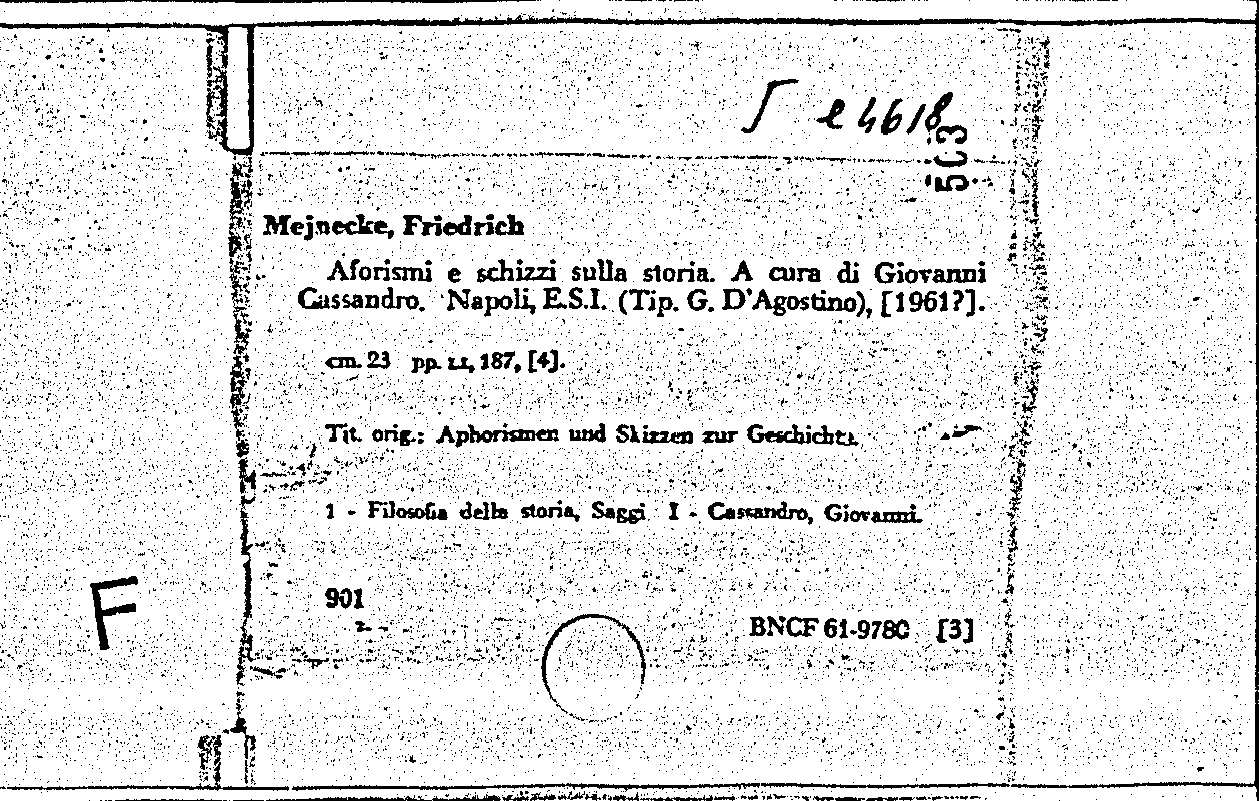 e 4618
503
Mejnecke, Friedrich
Aforismi e schizzi sulla storia. A cura di Giovanni
Cassandro. Napoli, E.S.I. (Tip. G. D'Agostino), [1961?].
cm. 23 pp. LI, 187, [4].
Tit. orig.: Aphorismen und Skizzen zur Geschichte.
1 - Filosofia della storia, Saggi I - Cassandro, Giovanni.
901
F
BNCF 61-9780 [3]